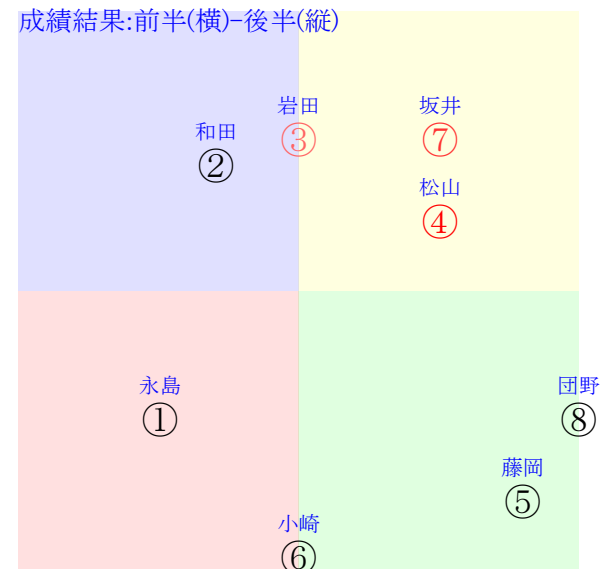 成績結果:前半(横)-後半(縦)
岩田
③
坂井
⑦
和田
②
松山
④
永島
①
団野
⑧
藤岡
⑤
小崎
⑥